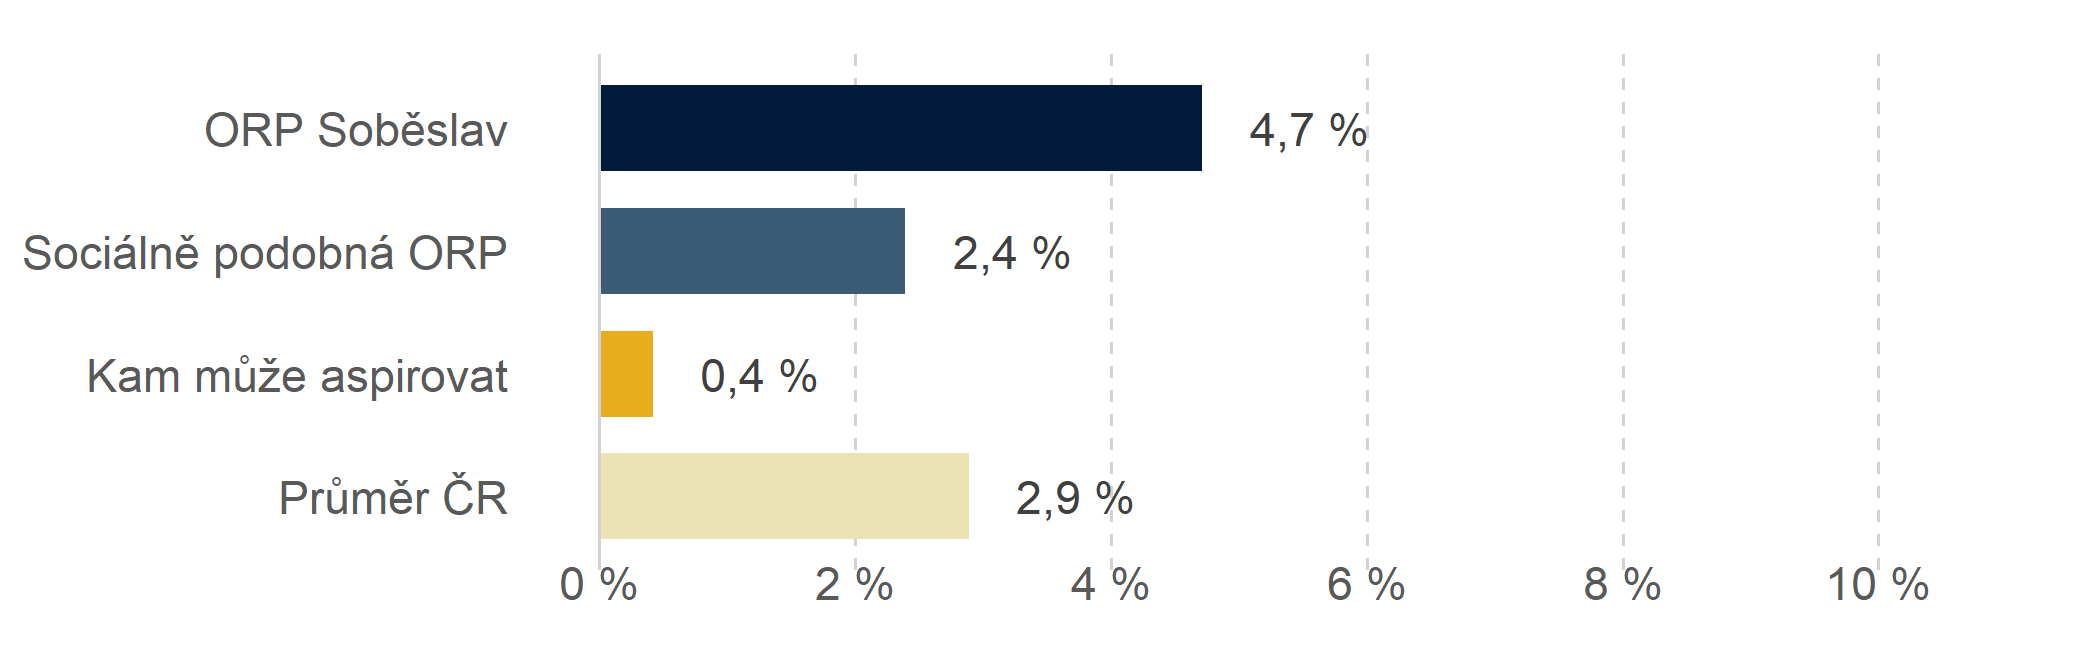 ORP Soběslav
4,7 %
Sociálně podobná ORP
2,4 %
Kam může aspirovat
0,4 %
Průměr ČR
2,9 %
0 % 2 % 4 % 6 % 8 % 10 %